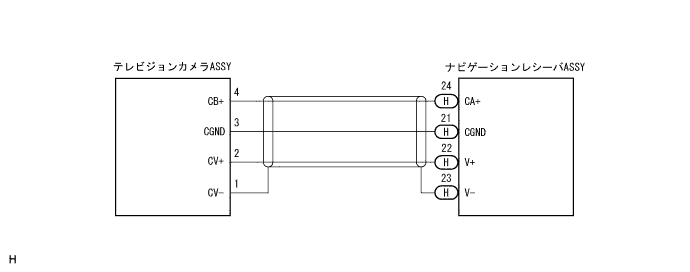 テレビジョンカメラASSY
ナビゲーションレシーバASSY
CB+ 4 24 H CA+
CGND 3 21 H CGND
CV+ 2 22 H V+
CV- 1 23 H V-
H